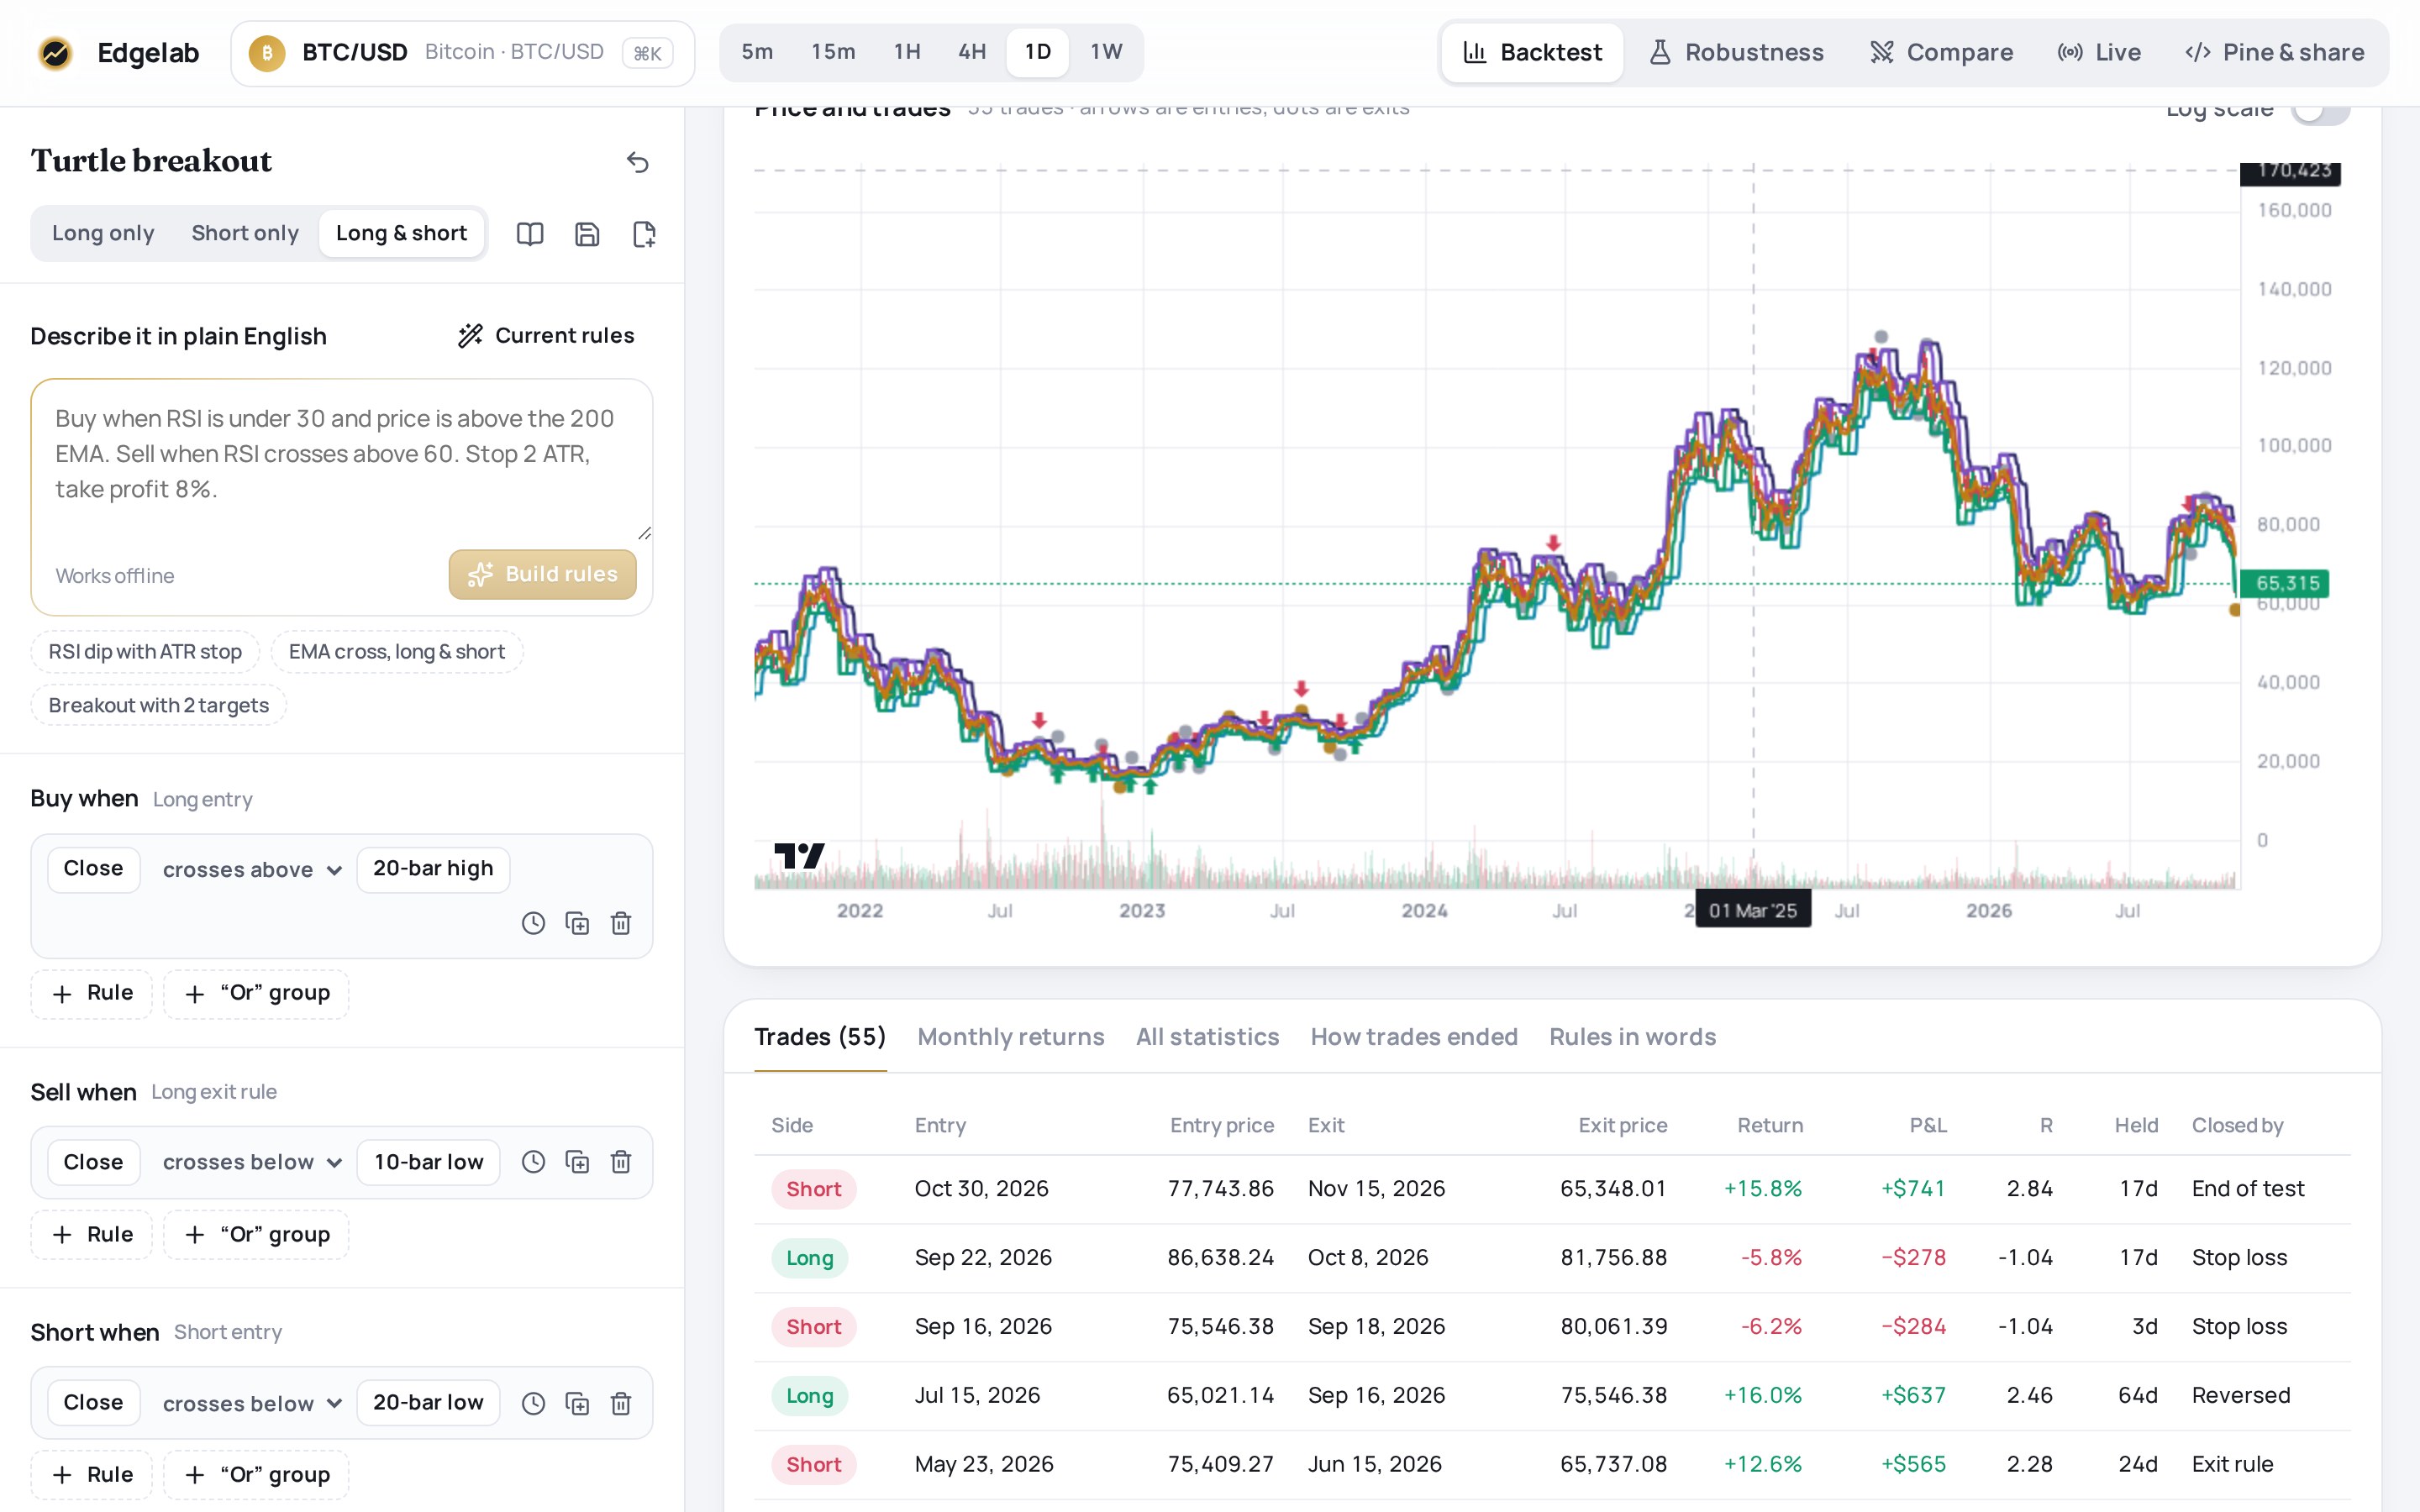 Edgelab
BTC/USD Bitcoin · BTC/USD ⌘K
5m 15m 1H 4H 1D 1W
Backtest Robustness Compare Live Pine & share
Turtle breakout
Long only Short only Long & short
Describe it in plain English Current rules
Buy when RSI is under 30 and price is above the 200
EMA. Sell when RSI crosses above 60. Stop 2 ATR,
take profit 8%.
Works offline Build rules
RSI dip with ATR stop EMA cross, long & short
Breakout with 2 targets
Buy when Long entry
Close crosses above 20-bar high
+ Rule + “Or” group
Sell when Long exit rule
Close crosses below 10-bar low
+ Rule + “Or” group
Short when Short entry
Close crosses below 20-bar low
+ Rule + “Or” group
Price and trades 55 trades · arrows are entries, dots are exits Log scale
170,423
160,000
140,000
120,000
100,000
80,000
65,315
60,000
40,000
20,000
0
2022 Jul 2023 Jul 2024 Jul 01 Mar '25 Jul 2026 Jul
Trades (55) Monthly returns All statistics How trades ended Rules in words
Side Entry Entry price Exit Exit price Return P&L R Held Closed by
Short Oct 30, 2026 77,743.86 Nov 15, 2026 65,348.01 +15.8% +$741 2.84 17d End of test
Long Sep 22, 2026 86,638.24 Oct 8, 2026 81,756.88 -5.8% −$278 -1.04 17d Stop loss
Short Sep 16, 2026 75,546.38 Sep 18, 2026 80,061.39 -6.2% −$284 -1.04 3d Stop loss
Long Jul 15, 2026 65,021.14 Sep 16, 2026 75,546.38 +16.0% +$637 2.46 64d Reversed
Short May 23, 2026 75,409.27 Jun 15, 2026 65,737.08 +12.6% +$565 2.28 24d Exit rule